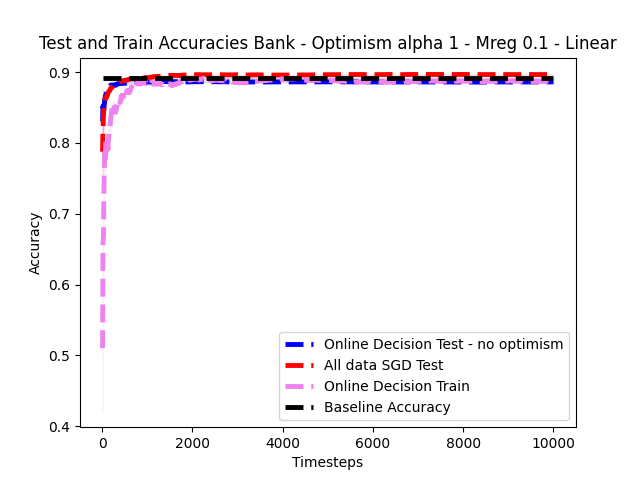 Test and Train Accuracies Bank - Optimism alpha 1 - Mreg 0.1 - Linear
Accuracy
0.9
0.8
0.7
0.6
0.5
0.4
Online Decision Test - no optimism
All data SGD Test
Online Decision Train
Baseline Accuracy
0 2000 4000 6000 8000 10000
Timesteps